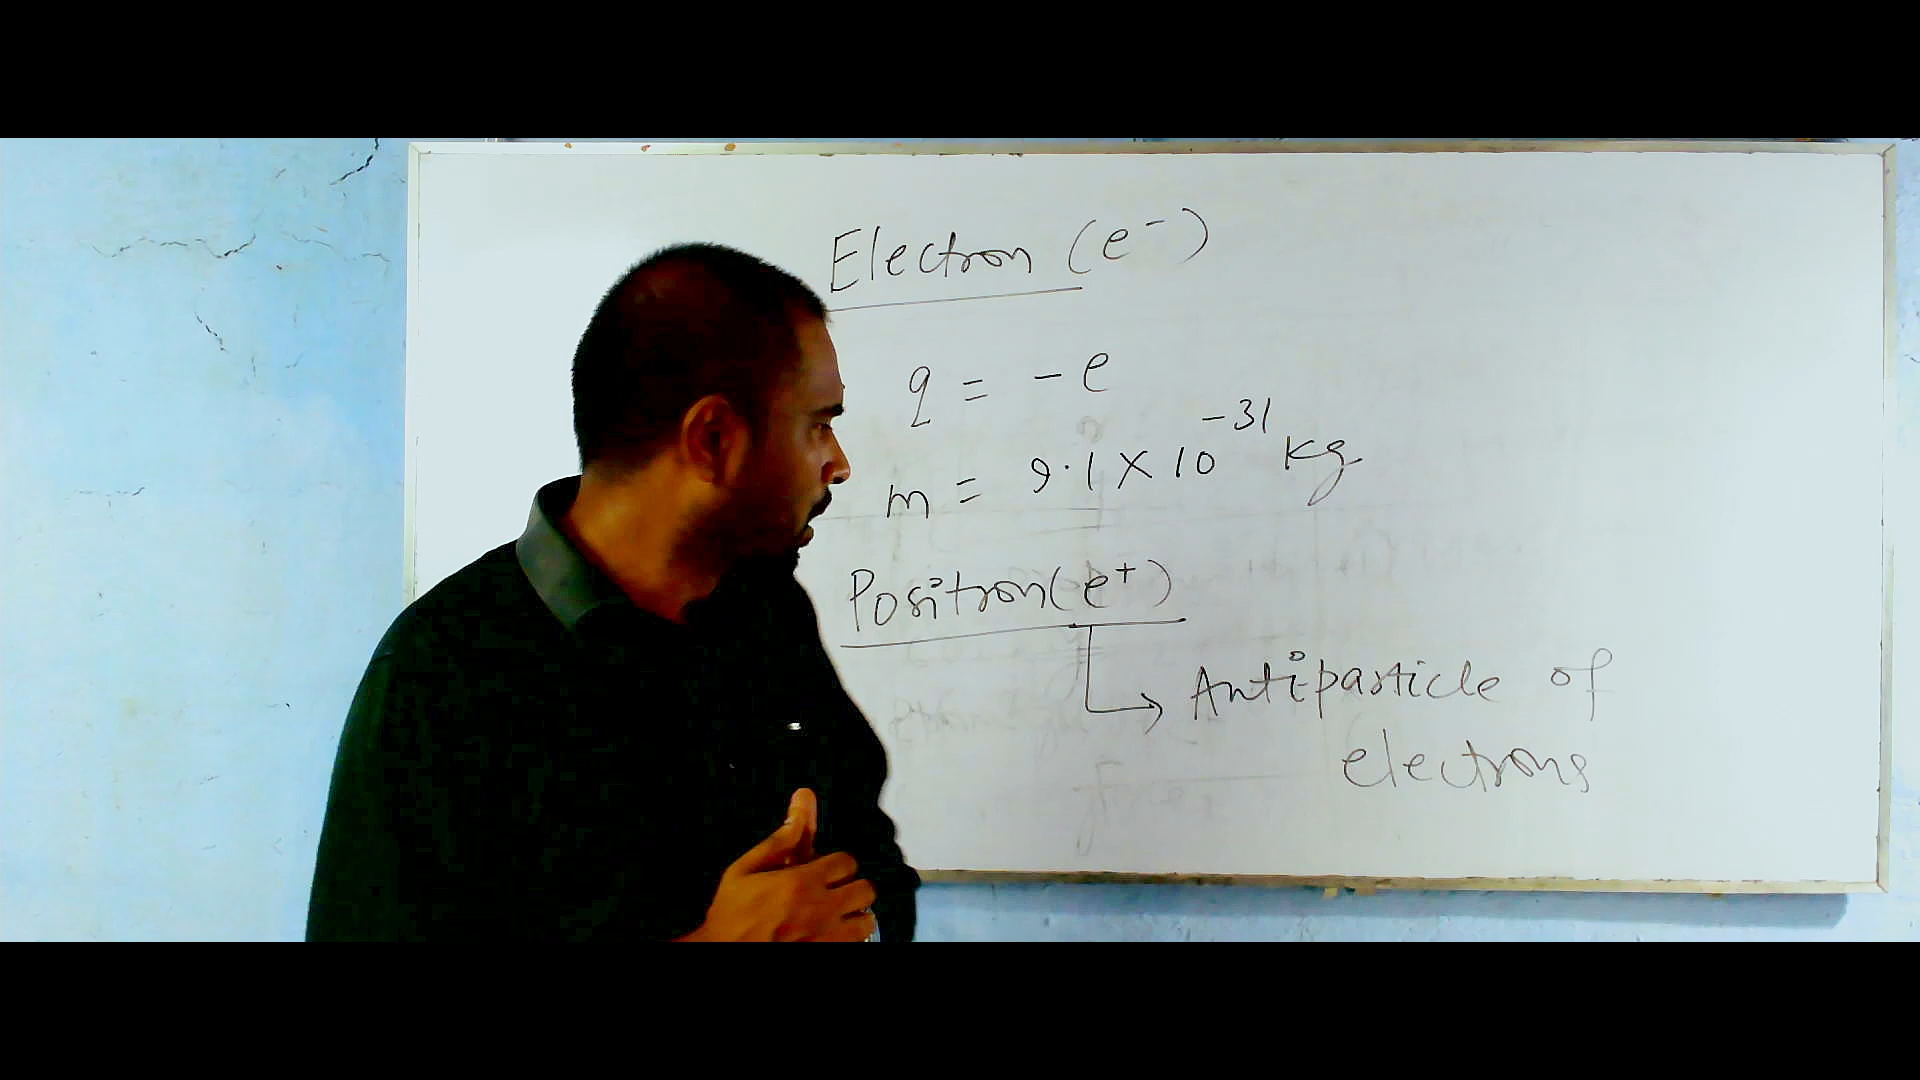 Electron (e⁻)
q = - e
m = 9.1 × 10⁻³¹ kg
Positron (e⁺)
↳ Antiparticle of
electrons